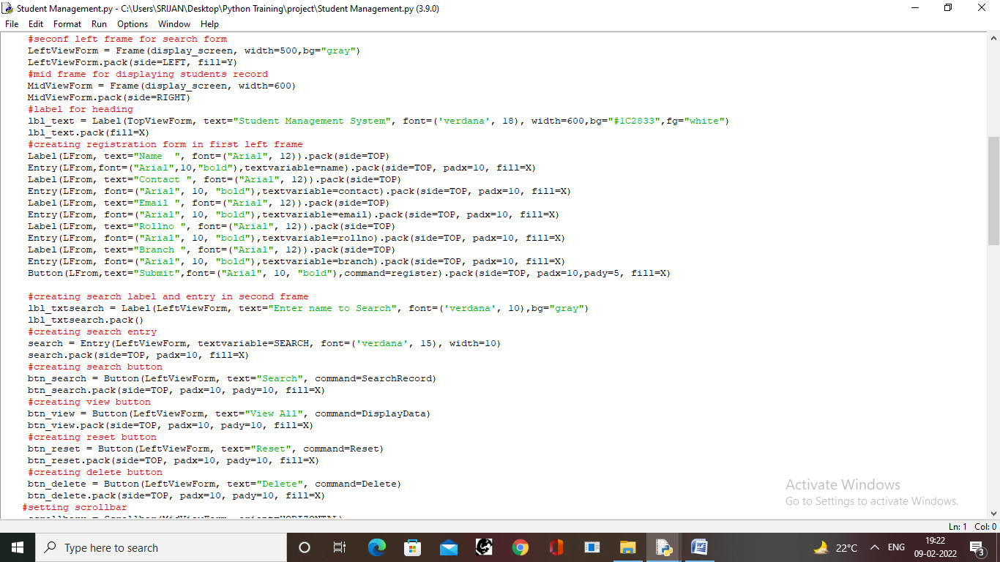 Student Management.py - C:\Users\SRIJAN\Desktop\Python Training\project\Student Management.py (3.9.0)
File Edit Format Run Options Window Help
#seconf left frame for search form
LeftViewForm = Frame(display_screen, width=500,bg="gray")
LeftViewForm.pack(side=LEFT, fill=Y)
#mid frame for displaying students record
MidViewForm = Frame(display_screen, width=600)
MidViewForm.pack(side=RIGHT)
#label for heading
lbl_text = Label(TopViewForm, text="Student Management System", font=('verdana', 18), width=600,bg="#1C2833",fg="white")
lbl_text.pack(fill=X)
#creating registration form in first left frame
Label(LFrom, text="Name  ", font=("Arial", 12)).pack(side=TOP)
Entry(LFrom,font=("Arial",10,"bold"),textvariable=name).pack(side=TOP, padx=10, fill=X)
Label(LFrom, text="Contact ", font=("Arial", 12)).pack(side=TOP)
Entry(LFrom, font=("Arial", 10, "bold"),textvariable=contact).pack(side=TOP, padx=10, fill=X)
Label(LFrom, text="Email ", font=("Arial", 12)).pack(side=TOP)
Entry(LFrom, font=("Arial", 10, "bold"),textvariable=email).pack(side=TOP, padx=10, fill=X)
Label(LFrom, text="Rollno ", font=("Arial", 12)).pack(side=TOP)
Entry(LFrom, font=("Arial", 10, "bold"),textvariable=rollno).pack(side=TOP, padx=10, fill=X)
Label(LFrom, text="Branch ", font=("Arial", 12)).pack(side=TOP)
Entry(LFrom, font=("Arial", 10, "bold"),textvariable=branch).pack(side=TOP, padx=10, fill=X)
Button(LFrom,text="Submit",font=("Arial", 10, "bold"),command=register).pack(side=TOP, padx=10,pady=5, fill=X)
#creating search label and entry in second frame
lbl_txtsearch = Label(LeftViewForm, text="Enter name to Search", font=('verdana', 10),bg="gray")
lbl_txtsearch.pack()
#creating search entry
search = Entry(LeftViewForm, textvariable=SEARCH, font=('verdana', 15), width=10)
search.pack(side=TOP, padx=10, fill=X)
#creating search button
btn_search = Button(LeftViewForm, text="Search", command=SearchRecord)
btn_search.pack(side=TOP, padx=10, pady=10, fill=X)
#creating view button
btn_view = Button(LeftViewForm, text="View All", command=DisplayData)
btn_view.pack(side=TOP, padx=10, pady=10, fill=X)
#creating reset button
btn_reset = Button(LeftViewForm, text="Reset", command=Reset)
btn_reset.pack(side=TOP, padx=10, pady=10, fill=X)
#creating delete button
btn_delete = Button(LeftViewForm, text="Delete", command=Delete)
btn_delete.pack(side=TOP, padx=10, pady=10, fill=X)
#setting scrollbar
Activate Windows
Go to Settings to activate Windows.
Ln: 1 Col: 0
Type here to search
22°C
ENG
19:22
09-02-2022
3